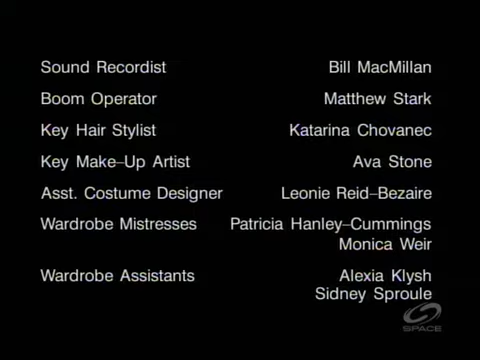 Sound Recordist Bill MacMillan
Boom Operator Matthew Stark
Key Hair Stylist Katarina Chovanec
Key Make–Up Artist Ava Stone
Asst. Costume Designer Leonie Reid–Bezaire
Wardrobe Mistresses Patricia Hanley–Cummings
Monica Weir
Wardrobe Assistants Alexia Klysh
Sidney Sproule
SPACE